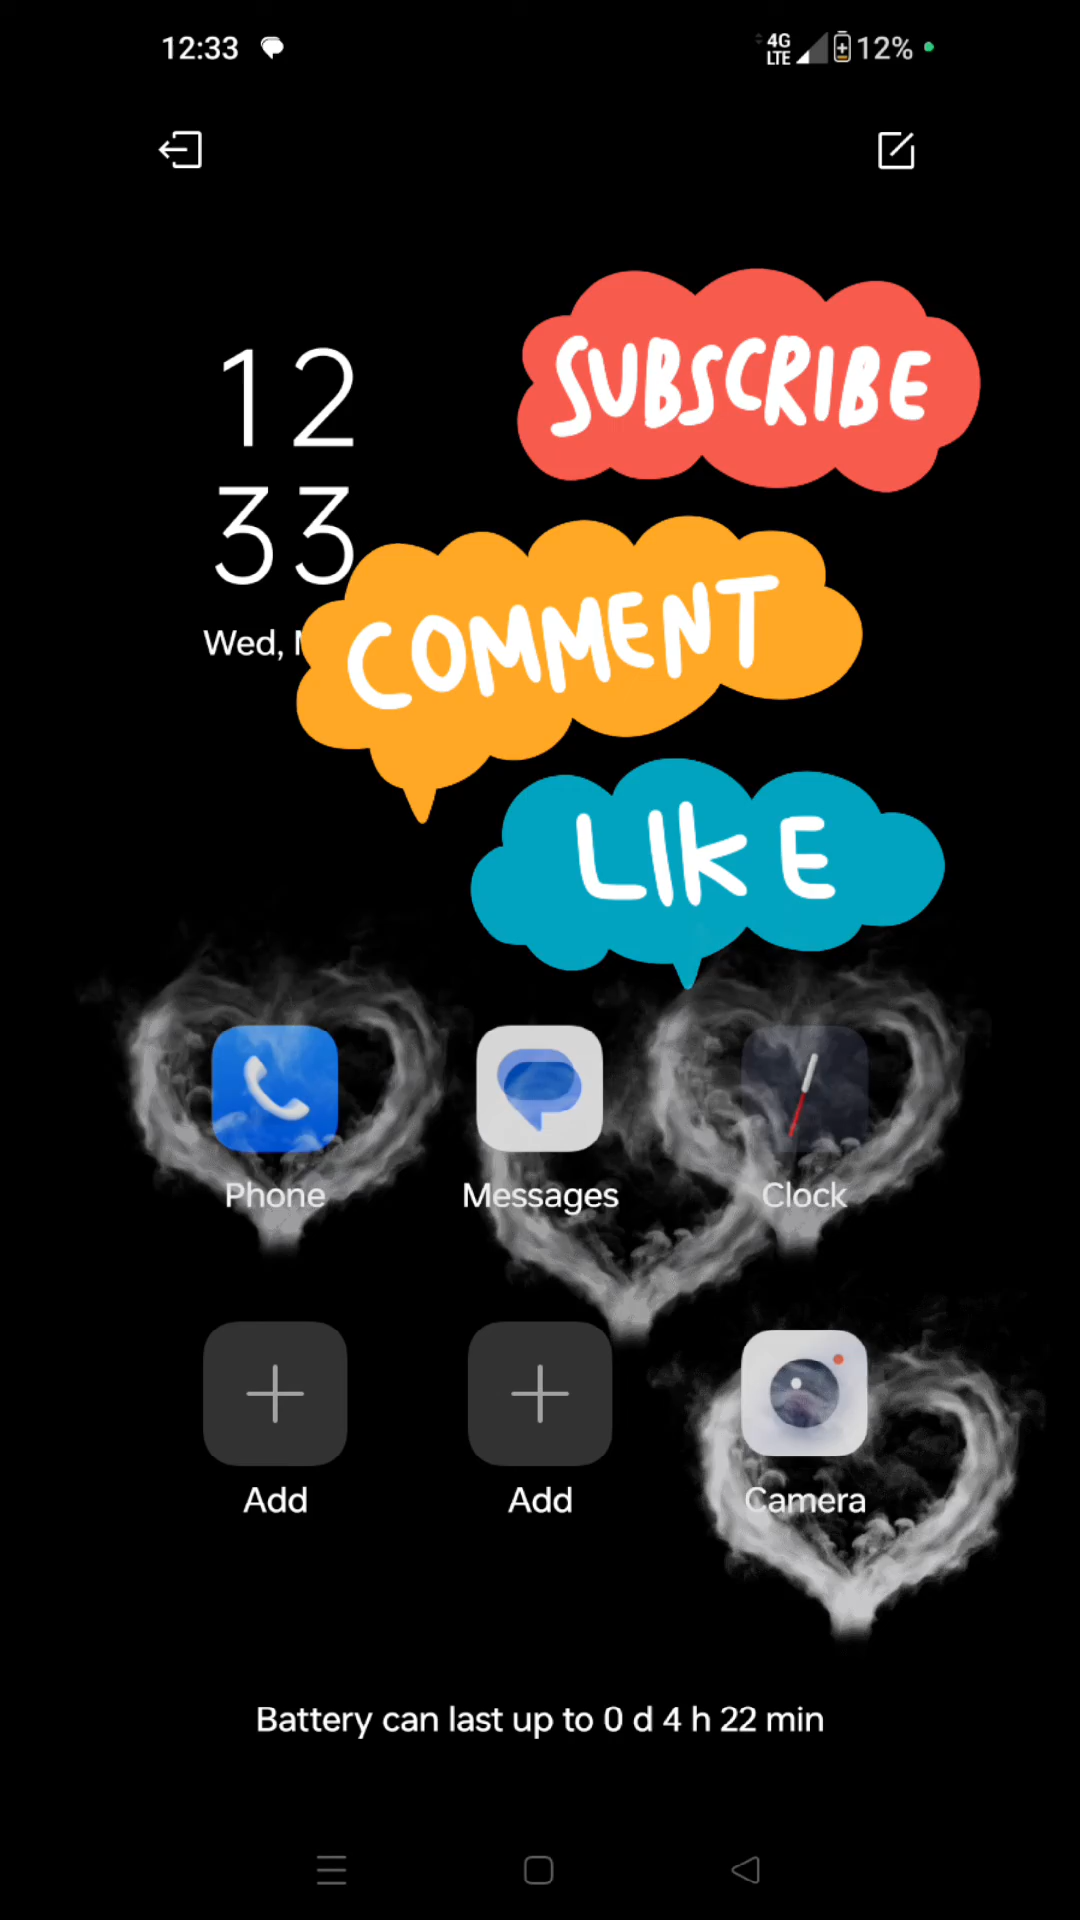 12:33
4G
LTE
12%
12
33
Wed,
SUBSCRIBE
COMMENT
LIKE
Phone
Messages
Clock
Add
Add
Camera
Battery can last up to 0 d 4 h 22 min